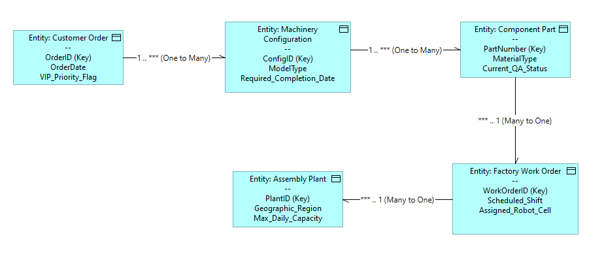 Entity: Customer Order
--
OrderID (Key)
OrderDate
VIP_Priority_Flag
1 .. *** (One to Many)
Entity: Machinery
Configuration
--
ConfigID (Key)
ModelType
Required_Completion_Date
1 .. *** (One to Many)
Entity: Component Part
--
PartNumber (Key)
MaterialType
Current_QA_Status
*** .. 1 (Many to One)
Entity: Factory Work Order
--
WorkOrderID (Key)
Scheduled_Shift
Assigned_Robot_Cell
*** .. 1 (Many to One)
Entity: Assembly Plant
--
PlantID (Key)
Geographic_Region
Max_Daily_Capacity